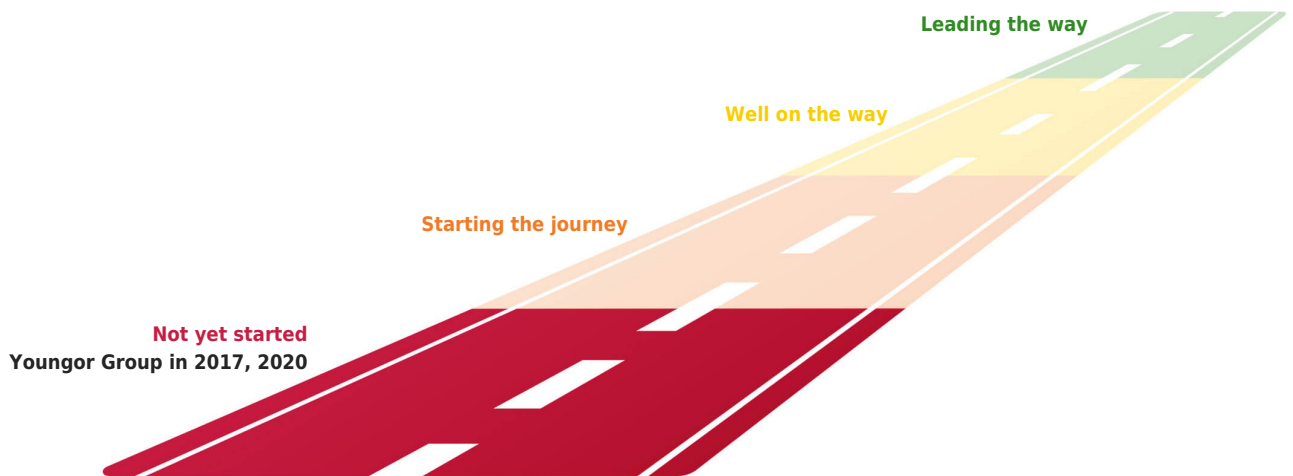 Leading the way
Well on the way
Starting the journey
Not yet started
Youngor Group in 2017, 2020